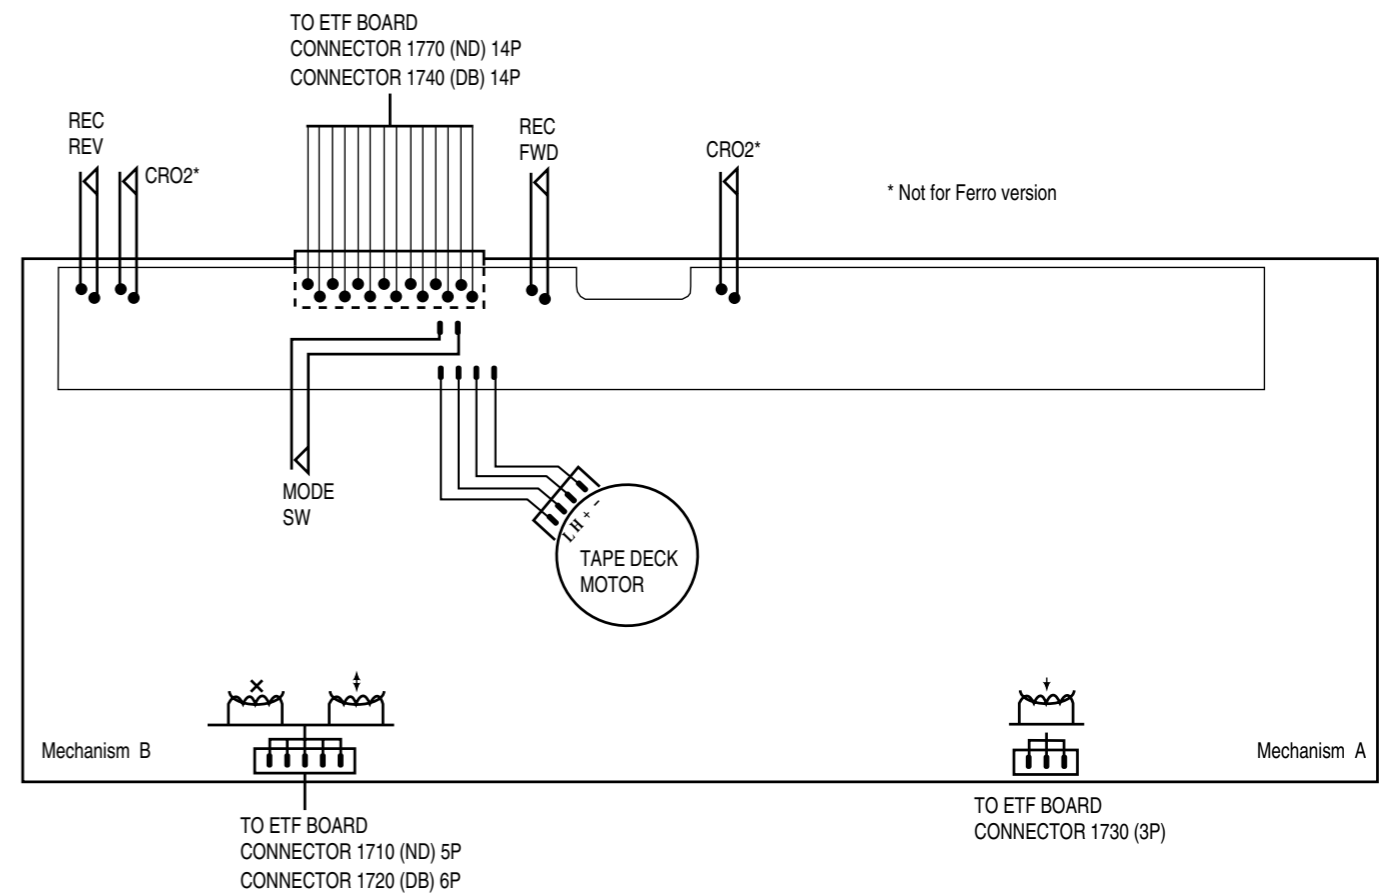 TO ETF BOARD
CONNECTOR 1770 (ND) 14P
CONNECTOR 1740 (DB) 14P
REC
REV
CRO2*
REC
FWD
CRO2*
* Not for Ferro version
MODE
SW
L H + -
TAPE DECK
MOTOR
Mechanism B
Mechanism A
TO ETF BOARD
CONNECTOR 1710 (ND) 5P
CONNECTOR 1720 (DB) 6P
TO ETF BOARD
CONNECTOR 1730 (3P)